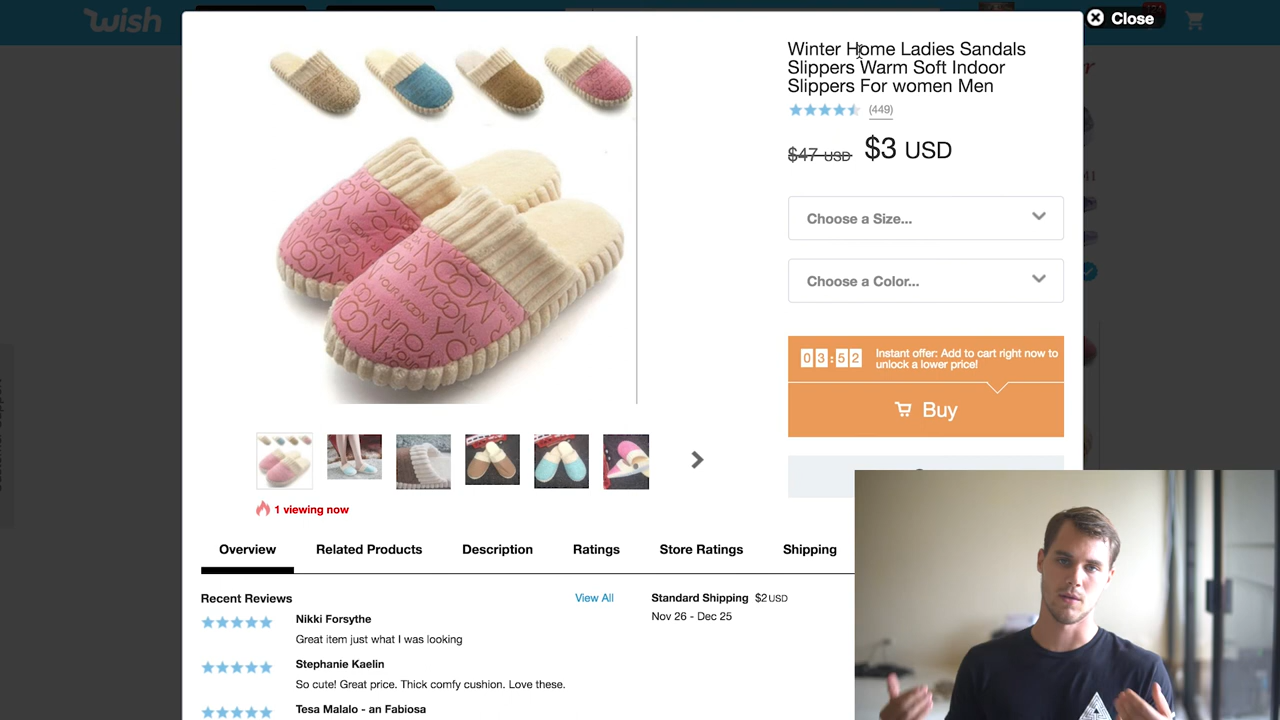 wish
Close
Winter Home Ladies Sandals
Slippers Warm Soft Indoor
Slippers For women Men
(449)
$47 USD $3 USD
Choose a Size...
Choose a Color...
03:52
Instant offer: Add to cart right now to
unlock a lower price!
Buy
YOUR MOON
1 viewing now
Overview Related Products Description Ratings Store Ratings Shipping
Recent Reviews View All
Nikki Forsythe
Great item just what I was looking
Stephanie Kaelin
So cute! Great price. Thick comfy cushion. Love these.
Tesa Malalo - an Fabiosa
Standard Shipping $2 USD
Nov 26 - Dec 25